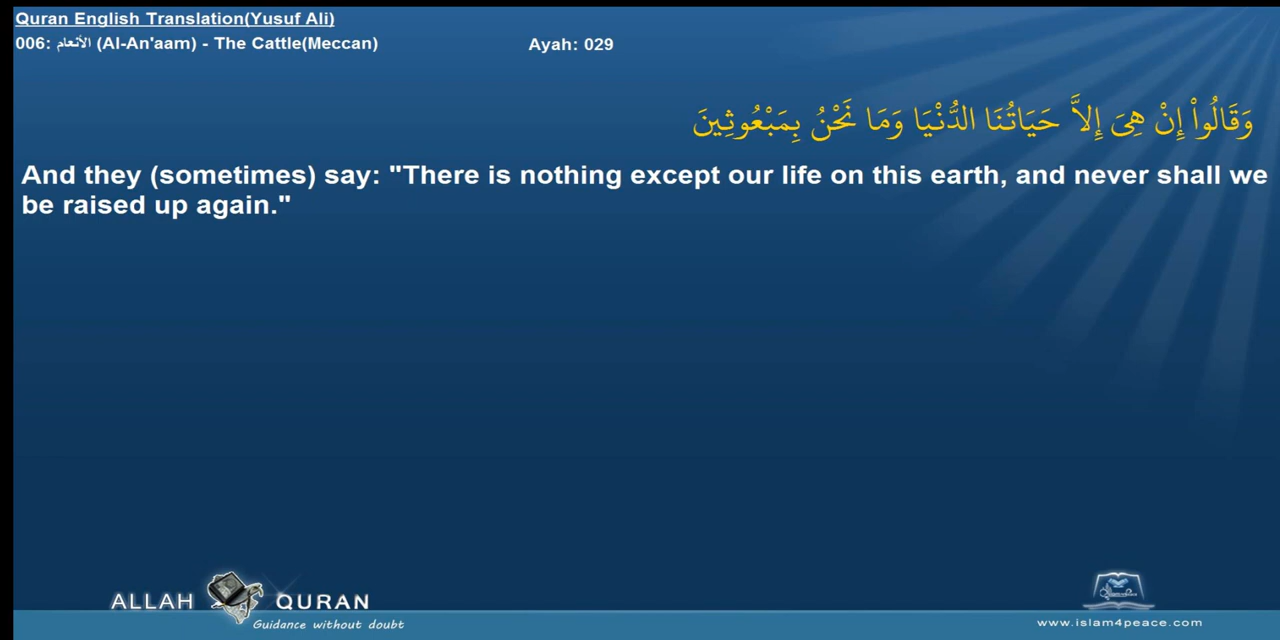 Quran English Translation(Yusuf Ali)
006: الأنعام (Al-An'aam) - The Cattle(Meccan)
Ayah: 029
وَقَالُواْ إِنْ هِىَ إِلاَّ حَيَاتُنَا الدُّنْيَا وَمَا نَحْنُ بِمَبْعُوثِينَ
And they (sometimes) say: "There is nothing except our life on this earth, and never shall we
be raised up again."
ALLAH QURAN
Guidance without doubt
www.islam4peace.com